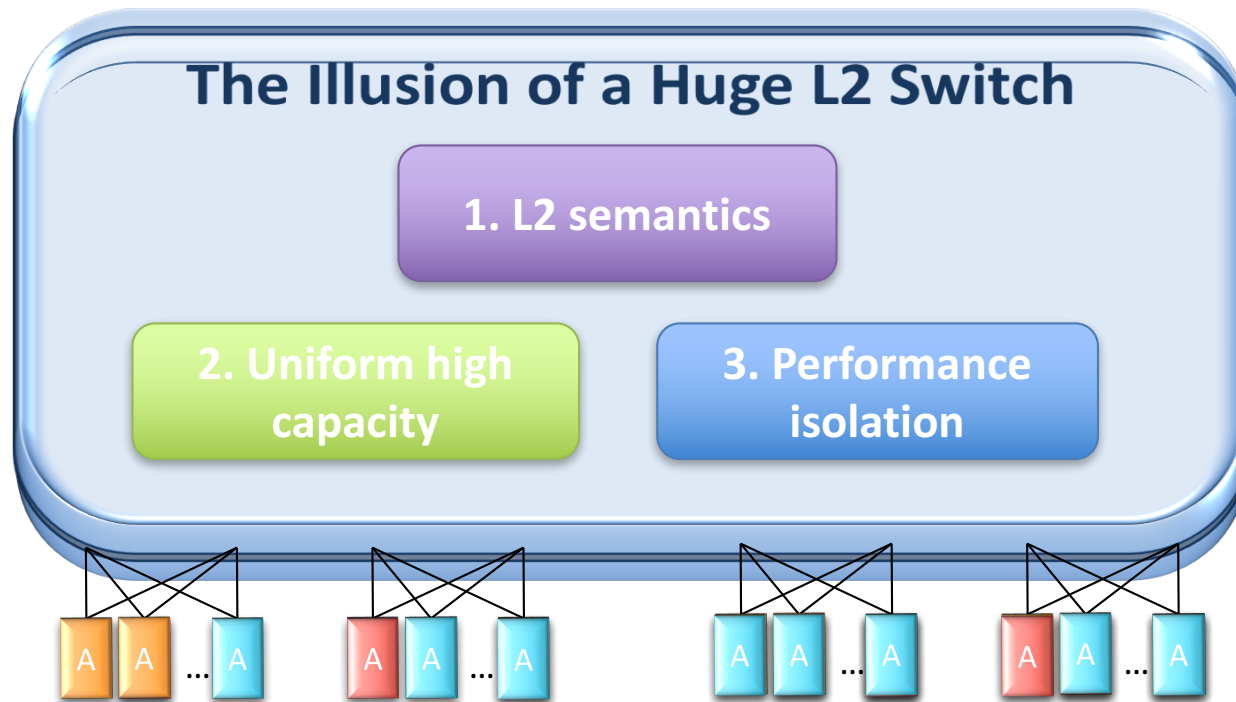 The Illusion of a Huge L2 Switch
1. L2 semantics
2. Uniform high
capacity
3. Performance
isolation
A A ... A A A ... A A A ... A A A ... A